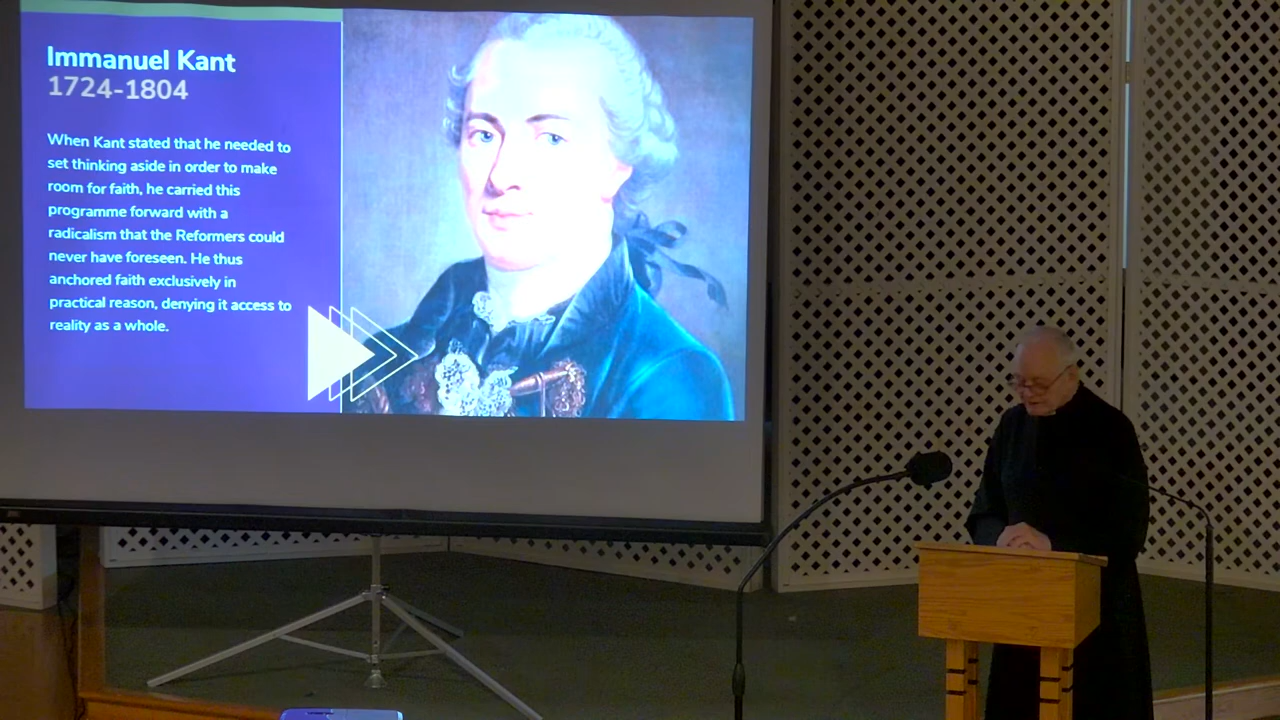 Immanuel Kant
1724-1804
When Kant stated that he needed to
set thinking aside in order to make
room for faith, he carried this
programme forward with a
radicalism that the Reformers could
never have foreseen. He thus
anchored faith exclusively in
practical reason, denying it access to
reality as a whole.